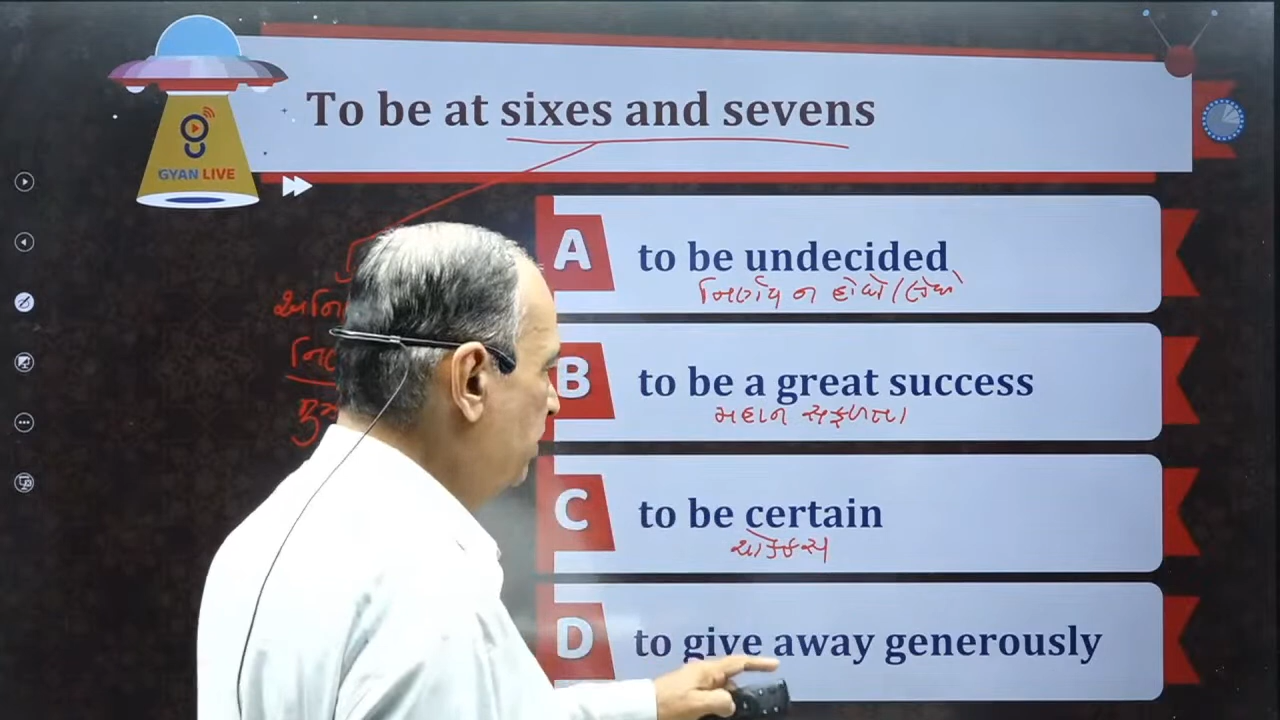 To be at sixes and sevens
GYAN LIVE
A to be undecided
નિર્ણય ન હોવો /
B to be a great success
મહાન સફળતા
C to be certain
ચોક્કસ
D to give away generously